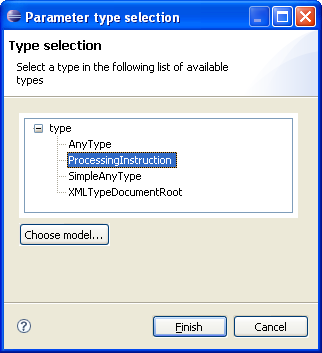 Parameter type selection
Type selection
Select a type in the following list of available
types
type
AnyType
ProcessingInstruction
SimpleAnyType
XMLTypeDocumentRoot
Choose model...
?
Finish
Cancel